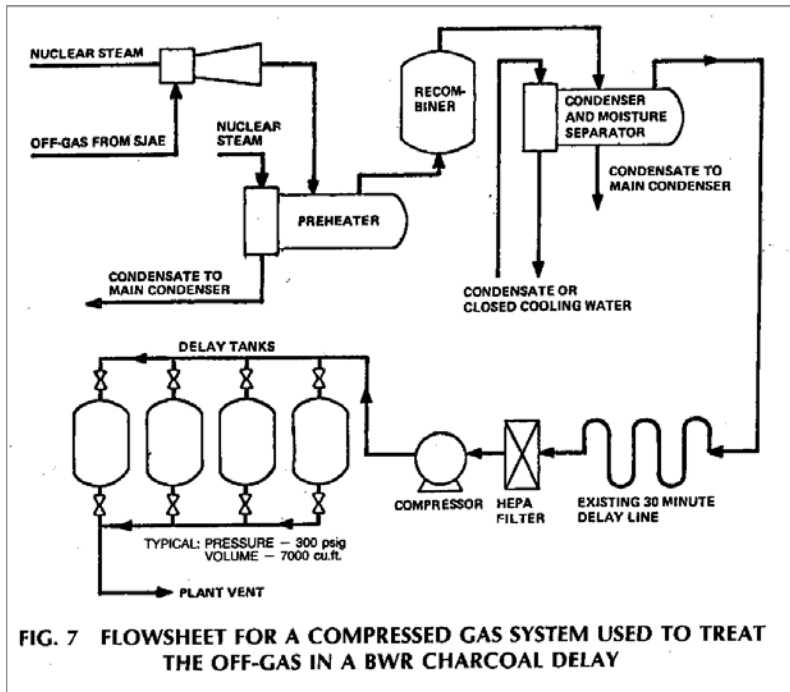 NUCLEAR STEAM
OFF-GAS FROM SJAE
NUCLEAR
STEAM
PREHEATER
CONDENSATE TO
MAIN CONDENSER
RECOM-
BINER
CONDENSER
AND MOISTURE
SEPARATOR
CONDENSATE TO
MAIN CONDENSER
CONDENSATE OR
CLOSED COOLING WATER
DELAY TANKS
COMPRESSOR
HEPA
FILTER
EXISTING 30 MINUTE
DELAY LINE
TYPICAL: PRESSURE — 300 psig
VOLUME — 7000 cu.ft.
PLANT VENT
FIG. 7 FLOWSHEET FOR A COMPRESSED GAS SYSTEM USED TO TREAT
THE OFF-GAS IN A BWR CHARCOAL DELAY